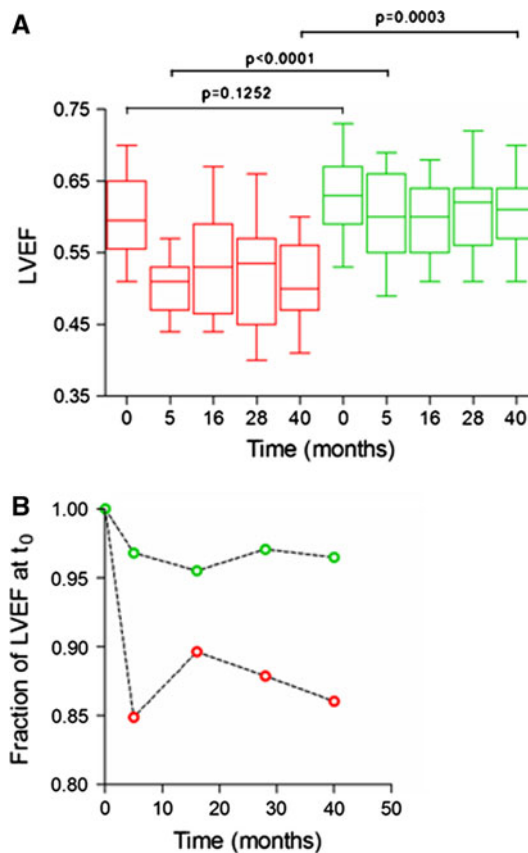 A
p=0.0003
p<0.0001
p=0.1252
0.75
0.65
0.55
0.45
0.35
LVEF
0 5 16 28 40 0 5 16 28 40
Time (months)
B
1.00
0.95
0.90
0.85
0.80
Fraction of LVEF at t0
0 10 20 30 40 50
Time (months)